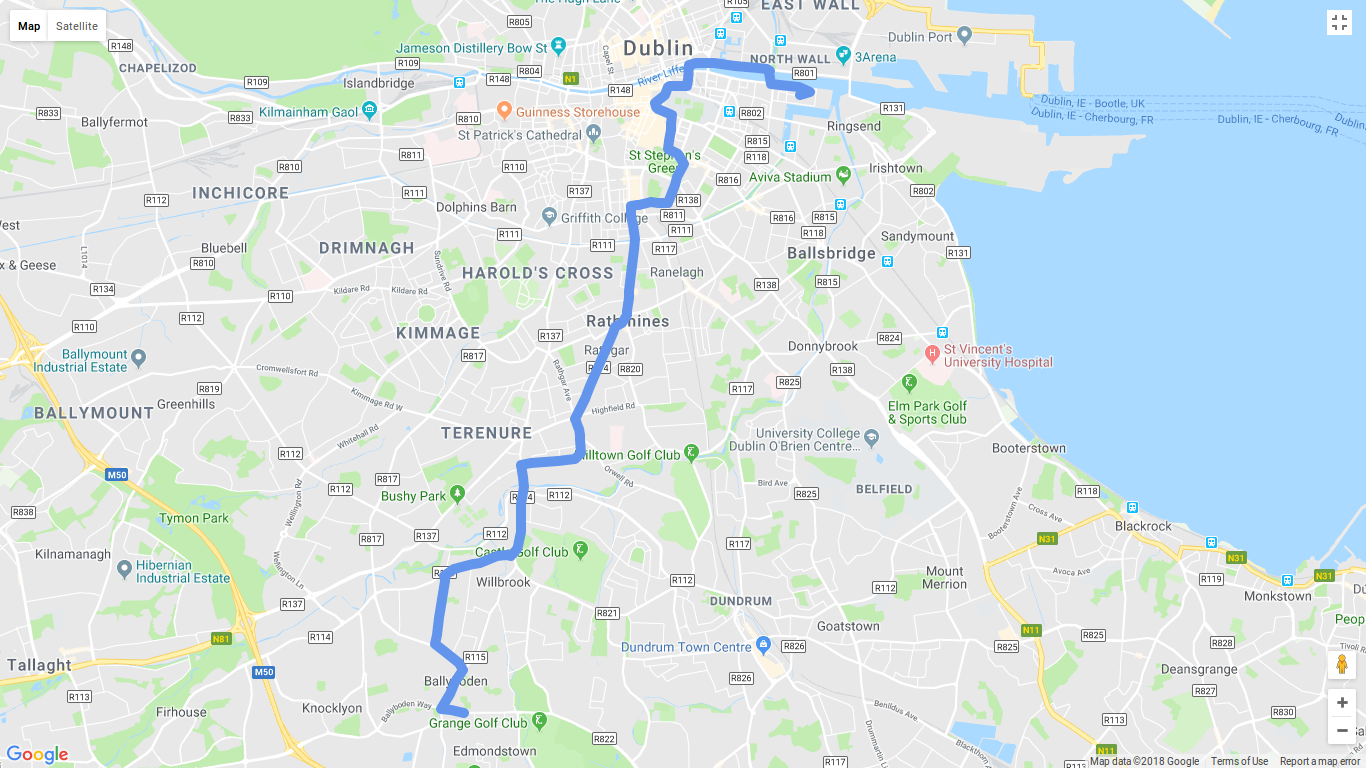 Map
Satellite
The Hugh Lane
R105
EAST WALL
R805
R102
R148
Jameson Distillery Bow St
Dublin
Dublin Port
CHAPELIZOD
R109
NORTH WALL
3Arena
R109
Islandbridge
R148
R804
N1
Capel St
River Liffe
R801
R148
Kilmainham Gaol
Guinness Storehouse
R802
R131
Dublin, IE - Bootle, UK
Dublin, IE - Cherbourg, FR
Dublin, IE - Cherbourg, FR
R833
Ballyfermot
R833
R810
St Patrick's Cathedral
Ringsend
R815
R811
St Stephen's
Green
R118
R810
R110
Irishtown
Aviva Stadium
R816
INCHICORE
R112
R111
R137
R138
R802
Dolphins Barn
Griffith College
R811
R816
R815
R118
R111
R111
R117
Sandymount
R131
Bluebell
DRIMNAGH
Ballsbridge
R810
L1014
x & Geese
Sundrive Rd
HAROLD'S CROSS
Ranelagh
R138
R815
R134
R110
Kildare Rd
Kildare Rd
R110
R112
KIMMAGE
R137
Rathmines
R824
Donnybrook
St Vincent's
University Hospital
Ballymount
Industrial Estate
R817
Rathgar
R820
R138
Cromwellsfort Rd
Rathgar Ave
R117
R825
R819
Greenhills
Kimmage Rd W
Highfield Rd
Elm Park Golf
& Sports Club
BALLYMOUNT
Whitehall Rd
TERENURE
University College
Dublin O'Brien Centre...
Booterstown
R112
Milltown Golf Club
M50
R817
R112
Orwell Rd
Bird Ave
BELFIELD
R118
Bushy Park
R112
R825
R838
Tymon Park
Wellington Rd
Cross Ave
Booterstown Ave
Blackrock
R112
R817
R137
R117
N31
Kilnamanagh
Castle Golf Club
N31
Hibernian
Industrial Estate
Wellington Ln
Willbrook
R112
Mount
Merrion
Avoca Ave
R119
N31
R112
Monkstown
R137
R821
DUNDRUM
Goatstown
N11
N81
R114
Dundrum Town Centre
R826
R825
R825
R828
Tallaght
R115
Deansrange
M50
Ballyboden
R826
R827
R113
Knocklyon
Ballyboden Way
Benildus Ave
R113
R830
Firhouse
Grange Golf Club
R822
Drummartin
Blackthorn
N11
Edmondstown
R112
R113
Google
Map data ©2018 Google
Terms of Use
Report a map error